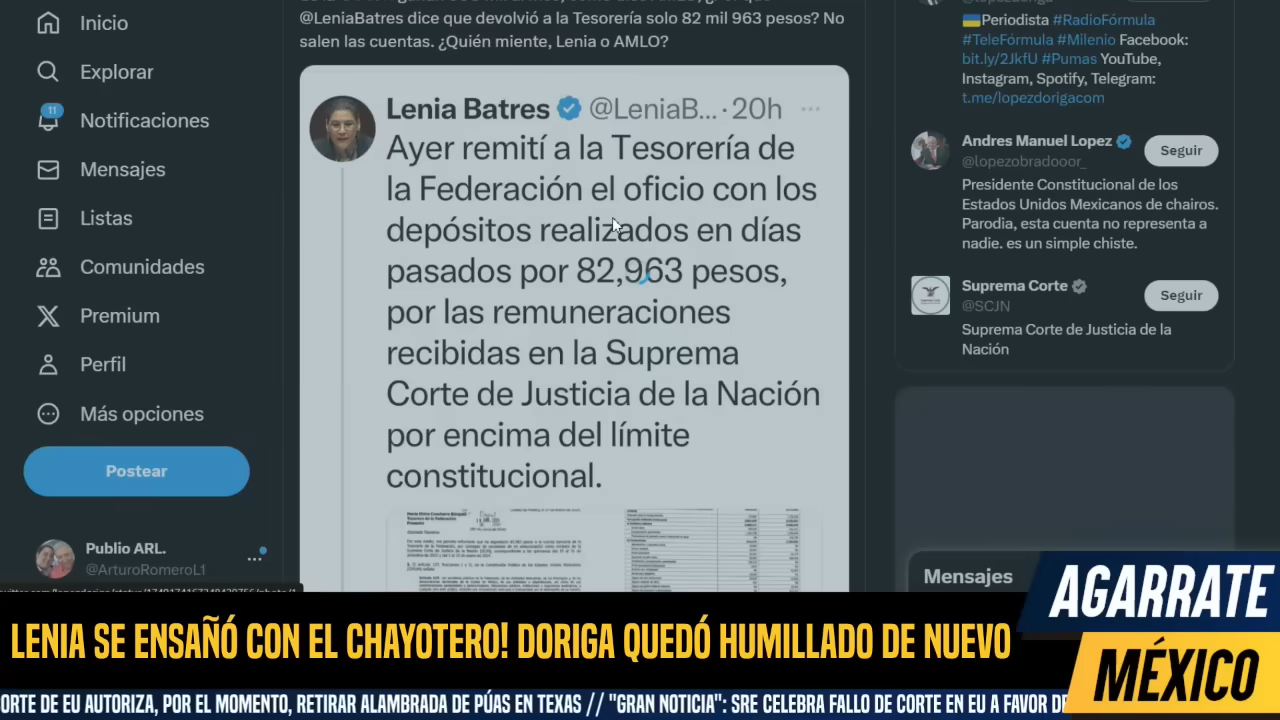 Inicio
Explorar
11
Notificaciones
Mensajes
Listas
Comunidades
Premium
Perfil
Más opciones
Postear
Publio ARL.
@ArturoRomeroL1
@LeniaBatres dice que devolvió a la Tesorería solo 82 mil 963 pesos? No
salen las cuentas. ¿Quién miente, Lenia o AMLO?
Lenia Batres @LeniaB... · 20h
Ayer remití a la Tesorería de
la Federación el oficio con los
depósitos realizados en días
pasados por 82,963 pesos,
por las remuneraciones
recibidas en la Suprema
Corte de Justicia de la Nación
por encima del límite
constitucional.
Periodista #RadioFórmula
#TeleFórmula #Milenio Facebook:
bit.ly/2JkfU #Pumas YouTube,
Instagram, Spotify, Telegram:
t.me/lopezdorigacom
Andres Manuel Lopez
@lopezobradooor_
Seguir
Presidente Constitucional de los
Estados Unidos Mexicanos de chairos.
Parodia, esta cuenta no representa a
nadie. es un simple chiste.
Suprema Corte
@SCJN
Seguir
Suprema Corte de Justicia de la
Nación
Mensajes
AGARRATE
MÉXICO
LENIA SE ENSAÑÓ CON EL CHAYOTERO! DORIGA QUEDÓ HUMILLADO DE NUEVO
ORTE DE EU AUTORIZA, POR EL MOMENTO, RETIRAR ALAMBRADA DE PÚAS EN TEXAS // "GRAN NOTICIA": SRE CELEBRA FALLO DE CORTE EN EU A FAVOR DE